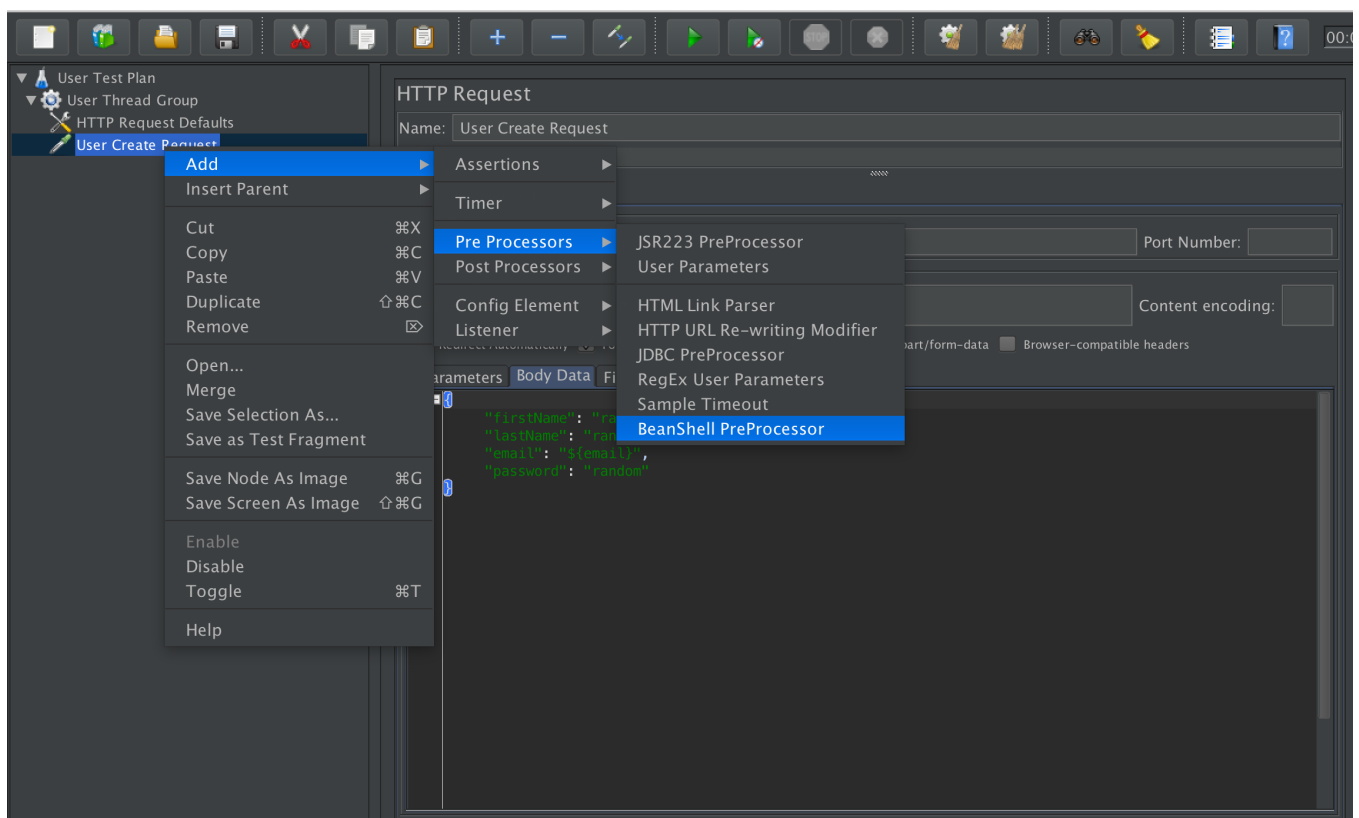 STOP
00:0
User Test Plan
User Thread Group
HTTP Request Defaults
User Create Request
HTTP Request
Name: User Create Request
Add
Insert Parent
Cut ⌘X
Copy ⌘C
Paste ⌘V
Duplicate ⇧⌘C
Remove ⌦
Open...
Merge
Save Selection As...
Save as Test Fragment
Save Node As Image ⌘G
Save Screen As Image ⇧⌘G
Enable
Disable
Toggle ⌘T
Help
Assertions
Timer
Pre Processors
Post Processors
Config Element
Listener
JSR223 PreProcessor
User Parameters
HTML Link Parser
HTTP URL Re-writing Modifier
JDBC PreProcessor
RegEx User Parameters
Sample Timeout
BeanShell PreProcessor
Port Number:
Content encoding:
Redirect Automatically
part/form-data Browser-compatible headers
arameters Body Data Fi
{
"firstName": "ra
"lastName": "ran
"email": "${email}",
"password": "random"
}